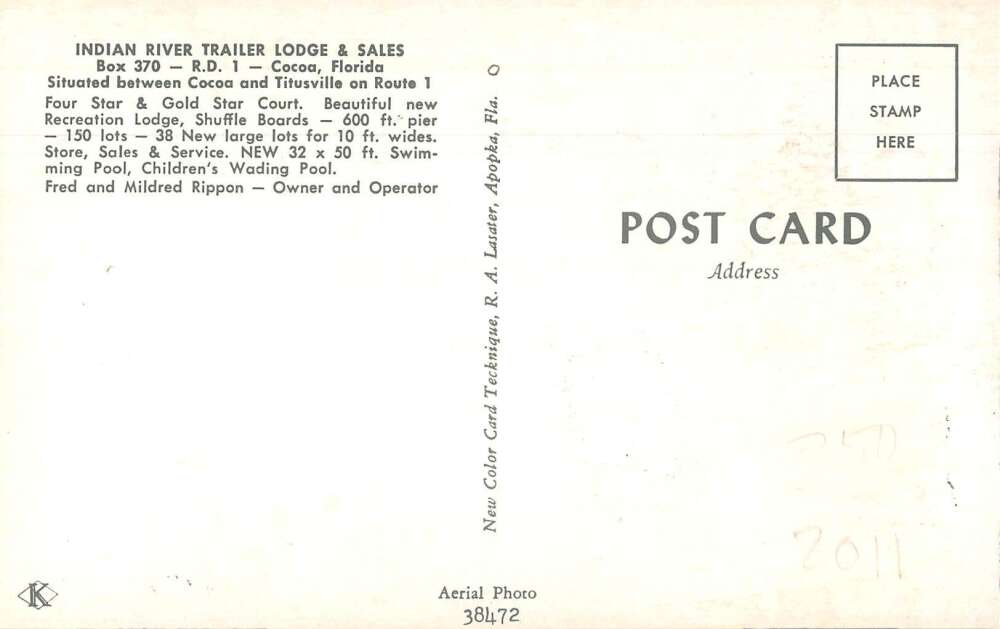 INDIAN RIVER TRAILER LODGE & SALES
Box 370 — R.D. 1 — Cocoa, Florida
Situated between Cocoa and Titusville on Route 1
Four Star & Gold Star Court. Beautiful new
Recreation Lodge, Shuffle Boards — 600 ft. pier
— 150 lots — 38 New large lots for 10 ft. wides.
Store, Sales & Service. NEW 32 x 50 ft. Swim-
ming Pool, Children's Wading Pool.
Fred and Mildred Rippon — Owner and Operator
New Color Card Technique, R. A. Lasater, Apopka, Fla.
PLACE
STAMP
HERE
POST CARD
Address
2011
K
Aerial Photo
38472